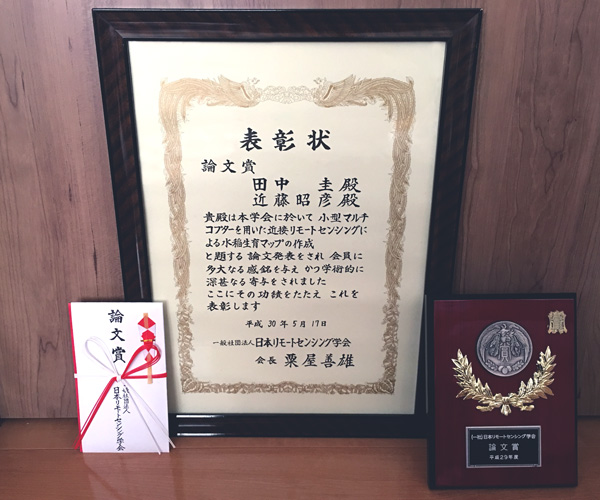 表彰状
論文賞
田中 圭殿
近藤昭彦殿
貴殿は本学会に於いて 小型マルチ
コプターを用いた近接リモートセンシングに
よる水稲生育マップの作成
と題する 論文発表をされ 会員に
多大なる感銘を与え かつ学術的に
深甚なる寄与をされました
ここにその功績をたたえ これを
表彰します
平成 30年 5月 17日
一般社団法人 日本リモートセンシング学会
会長 粟屋善雄
論文賞
一般社団法人
日本リモートセンシング学会
(一社)日本リモートセンシング学会
論文賞
平成29年度